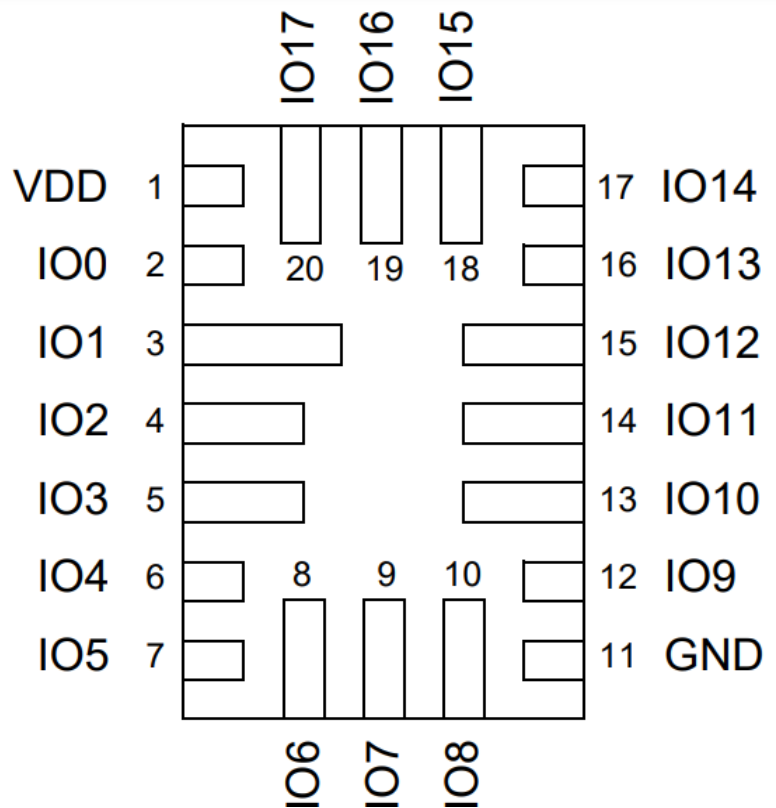 IO17 IO16 IO15
VDD 1 17 IO14
IO0 2 20 19 18 16 IO13
IO1 3 15 IO12
IO2 4 14 IO11
IO3 5 13 IO10
IO4 6 8 9 10 12 IO9
IO5 7 11 GND
IO6 IO7 IO8